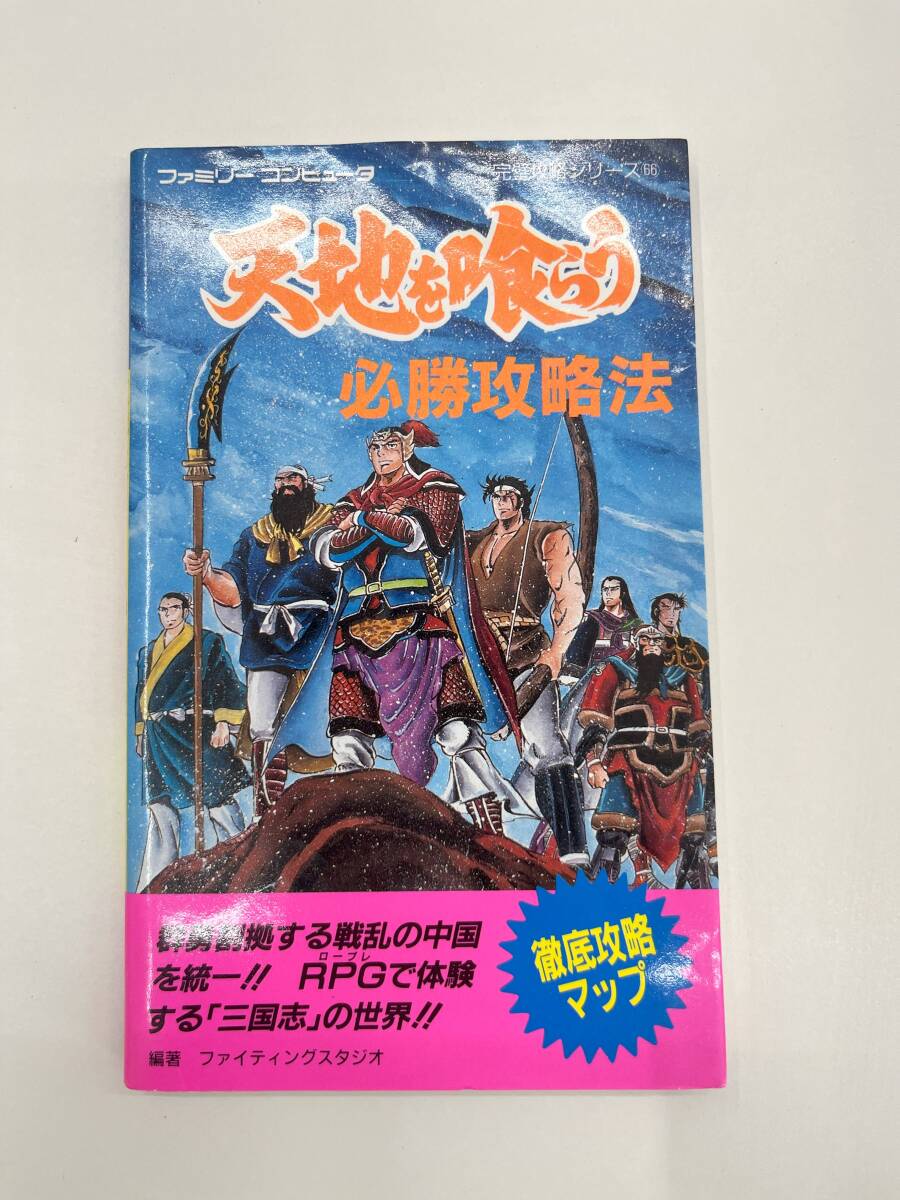 ファミリーコンピュータ
完璧攻略シリーズ66
天地を喰らう
必勝攻略法
群勇割拠する戦乱の中国
を統一!! RPGで体験
ロープレ
する「三国志」の世界!!
徹底攻略
マップ
編著 ファイティングスタジオ